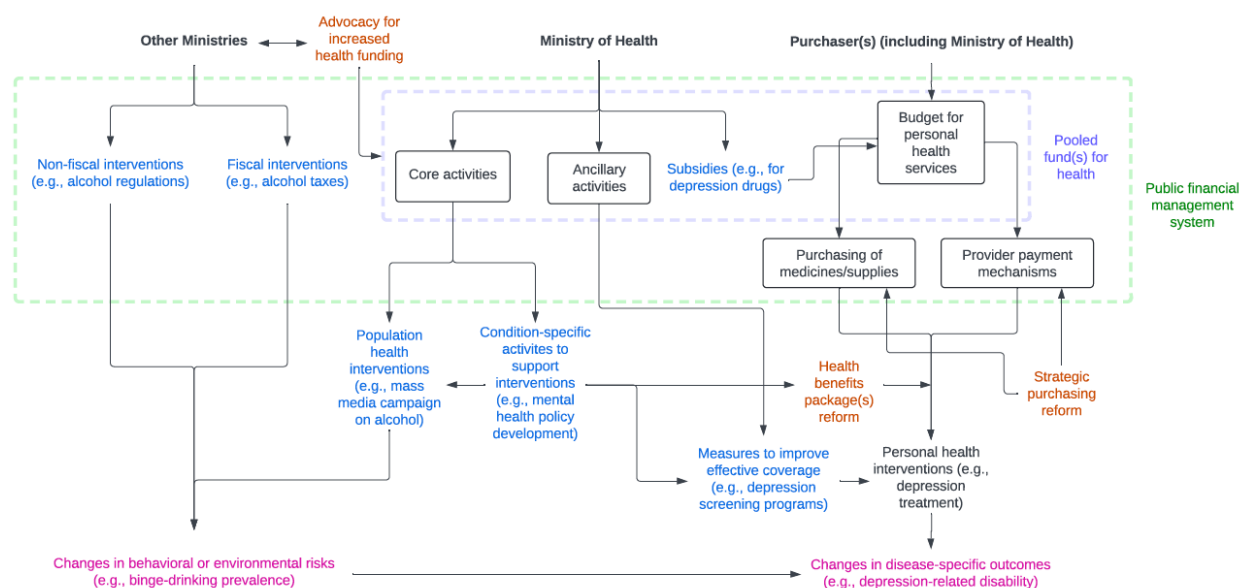 Advocacy for
increased
health funding
Other Ministries
Ministry of Health
Purchaser(s) (including Ministry of Health)
Non-fiscal interventions
(e.g., alcohol regulations)
Fiscal interventions
(e.g., alcohol taxes)
Core activities
Ancillary
activities
Subsidies (e.g., for
depression drugs)
Budget for
personal
health
services
Pooled
fund(s) for
health
Public financial
management
system
Purchasing of
medicines/supplies
Provider payment
mechanisms
Population
health
interventions
(e.g., mass
media campaign
on alcohol)
Condition-specific
activites to
support
interventions
(e.g., mental
health policy
development)
Health
benefits
package(s)
reform
Strategic
purchasing
reform
Measures to improve
effective coverage
(e.g., depression
screening programs)
Personal health
interventions (e.g.,
depression
treatment)
Changes in behavioral or environmental risks
(e.g., binge-drinking prevalence)
Changes in disease-specific outcomes
(e.g., depression-related disability)